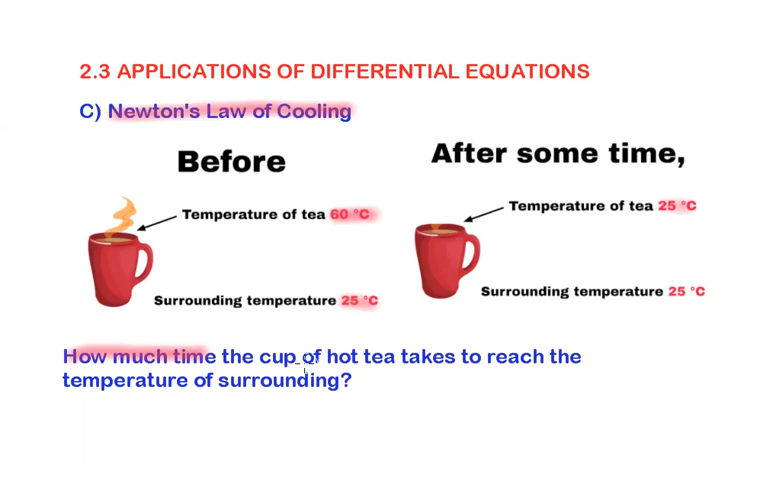 2.3 APPLICATIONS OF DIFFERENTIAL EQUATIONS
C) Newton's Law of Cooling
Before
Temperature of tea 60 °C
Surrounding temperature 25 °C
After some time,
Temperature of tea 25 °C
Surrounding temperature 25 °C
How much time the cup of hot tea takes to reach the
temperature of surrounding?